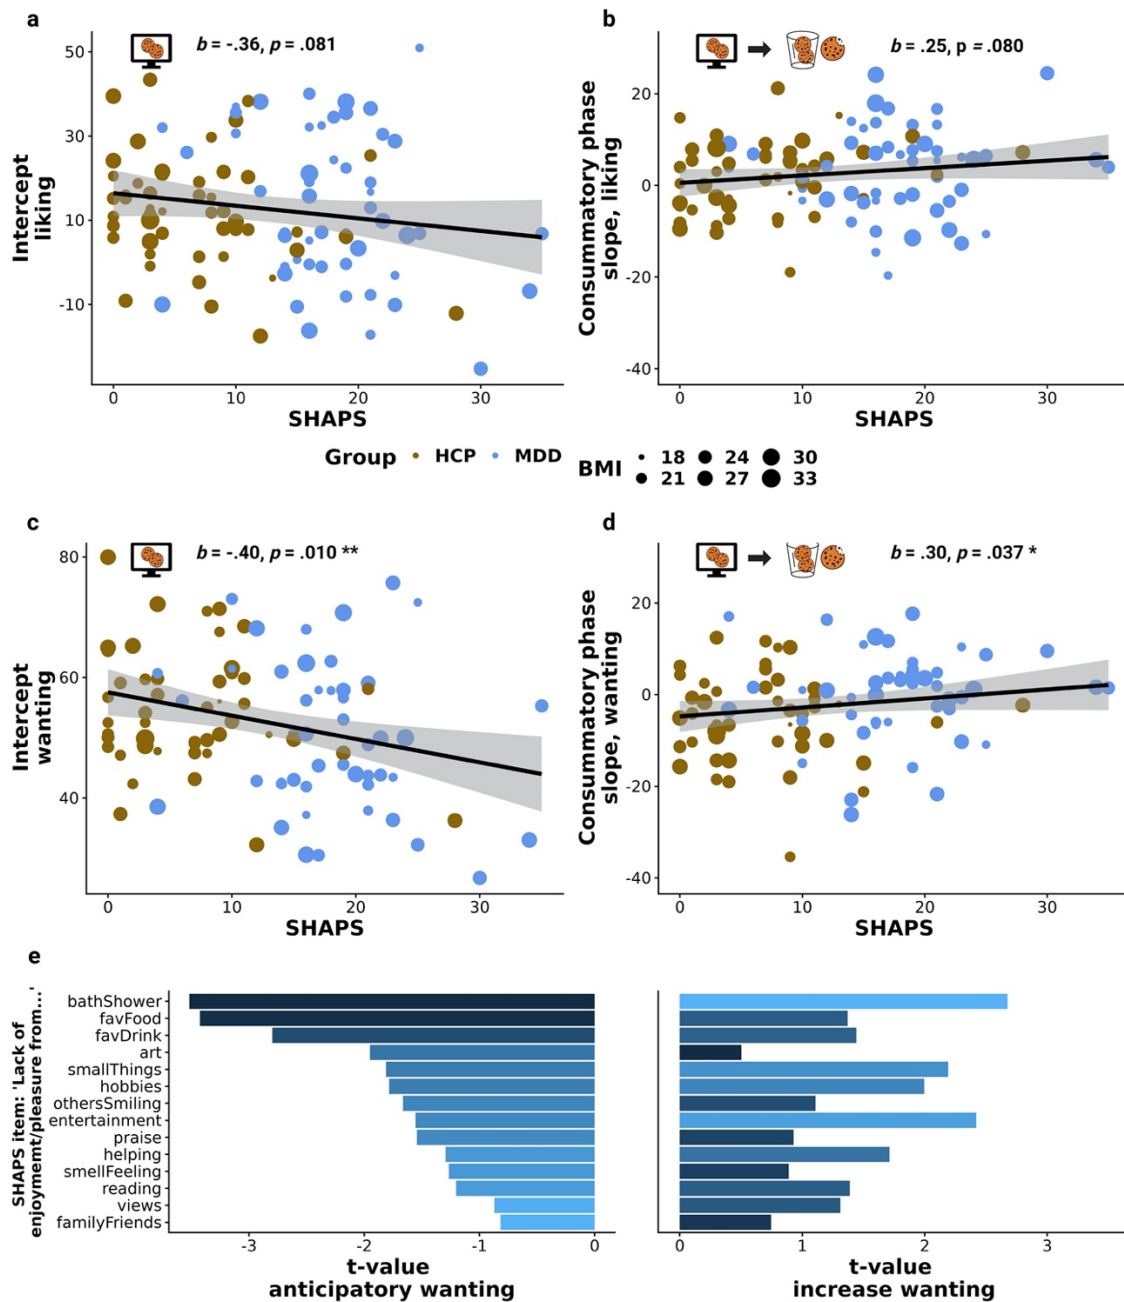 a
b = -.36, p = .081
50
30
10
-10
Intercept
liking
0 10 20 30
SHAPS
b
b = .25, p = .080
20
0
-20
-40
Consummatory phase
slope, liking
0 10 20 30
SHAPS
Group HCP MDD
BMI 18 24 30
21 27 33
c
b = -.40, p = .010 **
80
60
40
Intercept
wanting
0 10 20 30
SHAPS
d
b = .30, p = .037 *
20
0
-20
-40
Consummatory phase
slope, wanting
0 10 20 30
SHAPS
e
SHAPS item: 'Lack of
enjoymemt/pleasure from...'
bathShower
favFood
favDrink
art
smallThings
hobbies
othersSmiling
entertainment
praise
helping
smellFeeling
reading
views
familyFriends
-3 -2 -1 0
t-value
anticipatory wanting
0 1 2 3
t-value
increase wanting